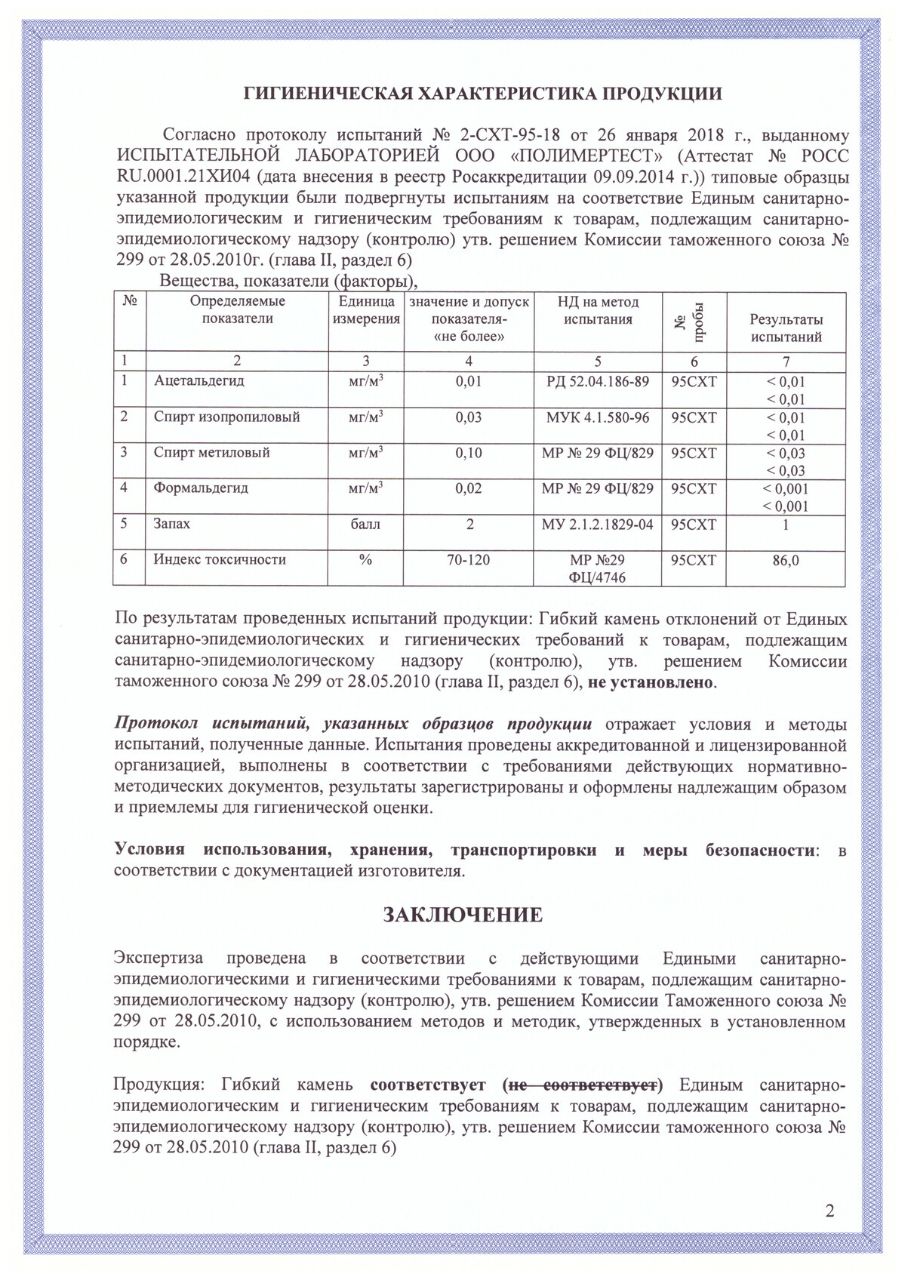 ГИГИЕНИЧЕСКАЯ ХАРАКТЕРИСТИКА ПРОДУКЦИИ
Согласно протоколу испытаний № 2-СХТ-95-18 от 26 января 2018 г., выданному
ИСПЫТАТЕЛЬНОЙ ЛАБОРАТОРИЕЙ ООО «ПОЛИМЕРТЕСТ» (Аттестат № РОСС
RU.0001.21ХИ04 (дата внесения в реестр Росаккредитации 09.09.2014 г.)) типовые образцы
указанной продукции были подвергнуты испытаниям на соответствие Единым санитарно-
эпидемиологическим и гигиеническим требованиям к товарам, подлежащим санитарно-
эпидемиологическому надзору (контролю) утв. решением Комиссии таможенного союза №
299 от 28.05.2010г. (глава II, раздел 6)
Вещества, показатели (факторы),
№ Определяемые показатели Единица измерения значение и допуск показателя- «не более» НД на метод испытания № пробы Результаты испытаний
1 2 3 4 5 6 7
1 Ацетальдегид мг/м³ 0,01 РД 52.04.186-89 95СХТ < 0,01
< 0,01
2 Спирт изопропиловый мг/м³ 0,03 МУК 4.1.580-96 95СХТ < 0,01
< 0,01
3 Спирт метиловый мг/м³ 0,10 МР № 29 ФЦ/829 95СХТ < 0,03
< 0,03
4 Формальдегид мг/м³ 0,02 МР № 29 ФЦ/829 95СХТ < 0,001
< 0,001
5 Запах балл 2 МУ 2.1.2.1829-04 95СХТ 1
6 Индекс токсичности % 70-120 МР №29 95СХТ 86,0
ФЦ/4746
По результатам проведенных испытаний продукции: Гибкий камень отклонений от Единых
санитарно-эпидемиологических и гигиенических требований к товарам, подлежащим
санитарно-эпидемиологическому надзору (контролю), утв. решением Комиссии
таможенного союза № 299 от 28.05.2010 (глава II, раздел 6), не установлено.
Протокол испытаний, указанных образцов продукции отражает условия и методы
испытаний, полученные данные. Испытания проведены аккредитованной и лицензированной
организацией, выполнены в соответствии с требованиями действующих нормативно-
методических документов, результаты зарегистрированы и оформлены надлежащим образом
и приемлемы для гигиенической оценки.
Условия использования, хранения, транспортировки и меры безопасности: в
соответствии с документацией изготовителя.
ЗАКЛЮЧЕНИЕ
Экспертиза проведена в соответствии с действующими Едиными санитарно-
эпидемиологическими и гигиеническими требованиями к товарам, подлежащим санитарно-
эпидемиологическому надзору (контролю), утв. решением Комиссии Таможенного союза №
299 от 28.05.2010, с использованием методов и методик, утвержденных в установленном
порядке.
Продукция: Гибкий камень соответствует (не соответствует) Единым санитарно-
эпидемиологическим и гигиеническим требованиям к товарам, подлежащим санитарно-
эпидемиологическому надзору (контролю), утв. решением Комиссии таможенного союза №
299 от 28.05.2010 (глава II, раздел 6)
2